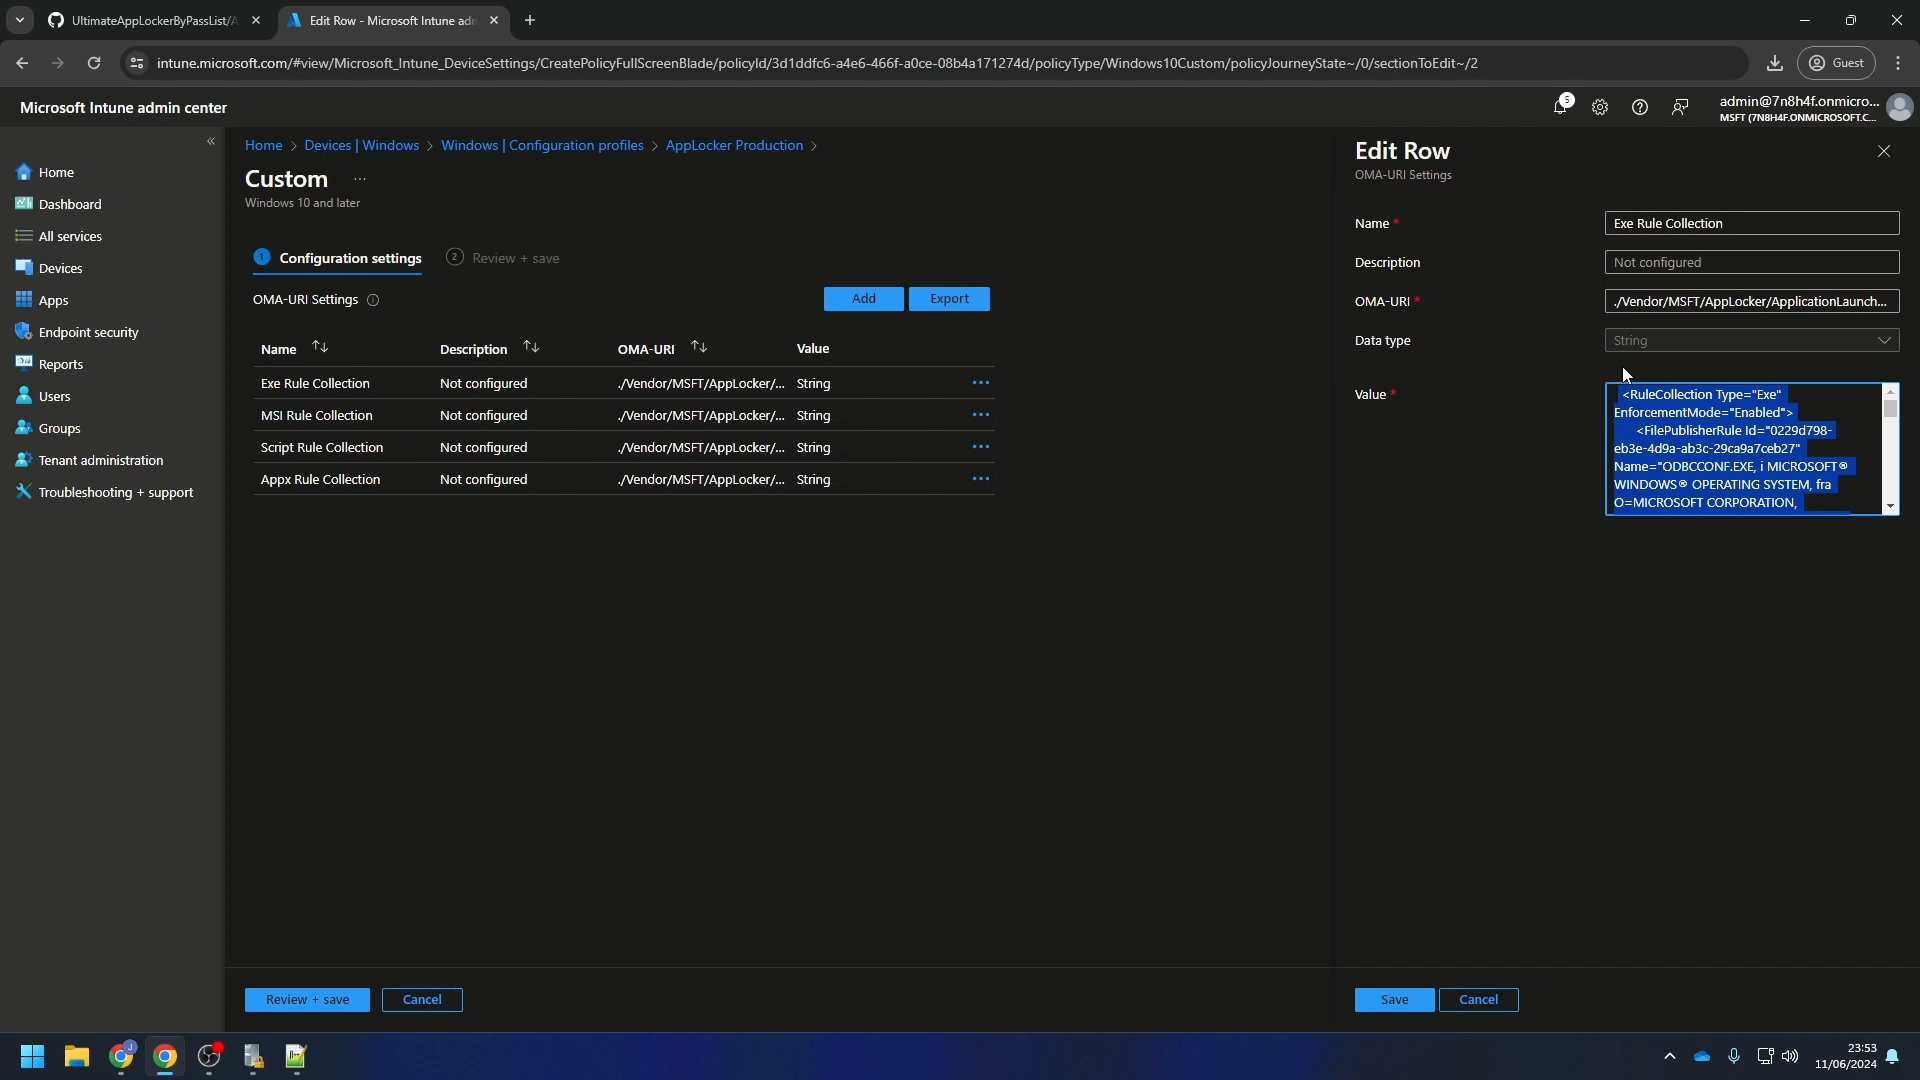 UltimateAppLockerByPassList/A
Edit Row - Microsoft Intune adm
intune.microsoft.com/#view/Microsoft_Intune_DeviceSettings/CreatePolicyFullScreenBlade/policyId/3d1ddfc6-a4e6-466f-a0ce-08b4a171274d/policyType/Windows10Custom/policyJourneyState~/0/sectionToEdit~/2
Guest
Microsoft Intune admin center
5
admin@7n8h4f.onmicro...
MSFT (7N8H4F.ONMICROSOFT.C...
Home
Dashboard
All services
Devices
Apps
Endpoint security
Reports
Users
Groups
Tenant administration
Troubleshooting + support
Home > Devices | Windows > Windows | Configuration profiles > AppLocker Production >
Custom ...
Windows 10 and later
1 Configuration settings 2 Review + save
OMA-URI Settings
Add Export
Name Description OMA-URI Value
Exe Rule Collection Not configured ./Vendor/MSFT/AppLocker/... String ...
MSI Rule Collection Not configured ./Vendor/MSFT/AppLocker/... String ...
Script Rule Collection Not configured ./Vendor/MSFT/AppLocker/... String ...
Appx Rule Collection Not configured ./Vendor/MSFT/AppLocker/... String ...
Review + save Cancel
Edit Row
OMA-URI Settings
Name * Exe Rule Collection
Description Not configured
OMA-URI * ./Vendor/MSFT/AppLocker/ApplicationLaunch...
Data type String
Value *
<RuleCollection Type="Exe"
EnforcementMode="Enabled">
<FilePublisherRule Id="0229d798-
eb3e-4d9a-ab3c-29ca9a7ceb27"
Name="ODBCCONF.EXE, i MICROSOFT®
WINDOWS® OPERATING SYSTEM, fra
O=MICROSOFT CORPORATION,
Save Cancel
J
23:53
11/06/2024